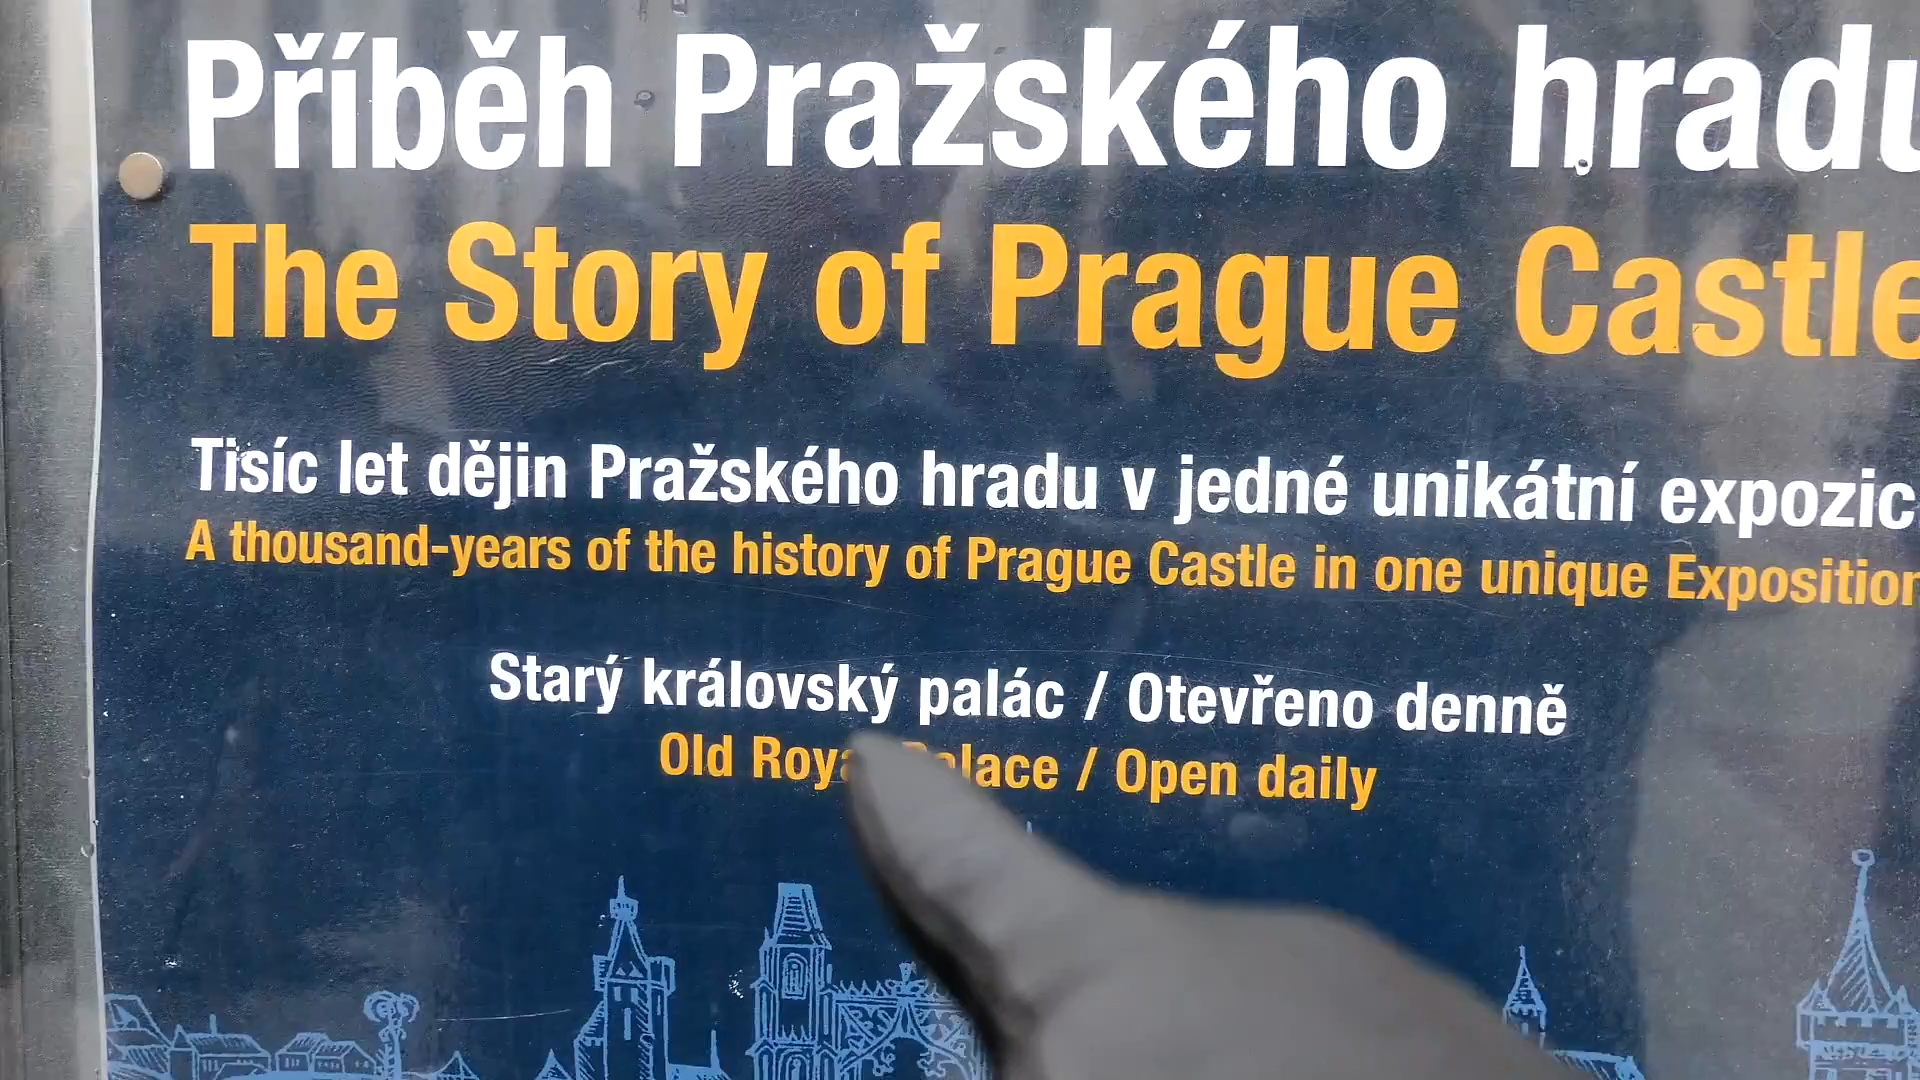 Příběh Pražského hradu
The Story of Prague Castle
Tisíc let dějin Pražského hradu v jedné unikátní
A thousand-years of the history of Prague Castle in one unique Exposition
Starý královský palác / Otevřeno denně
Old / Open daily